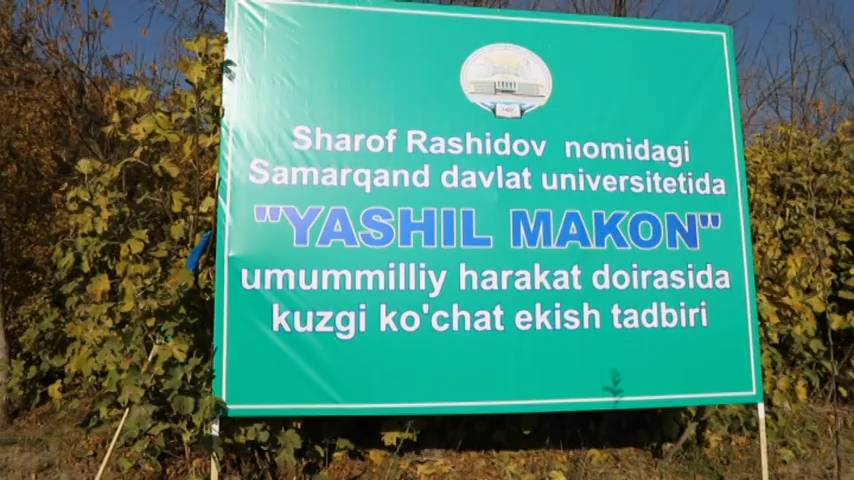 Sharof Rashidov nomidagi
Samarqand davlat universitetida
"YASHIL MAKON"
umummilliy harakat doirasida
kuzgi ko'chat ekish tadbiri